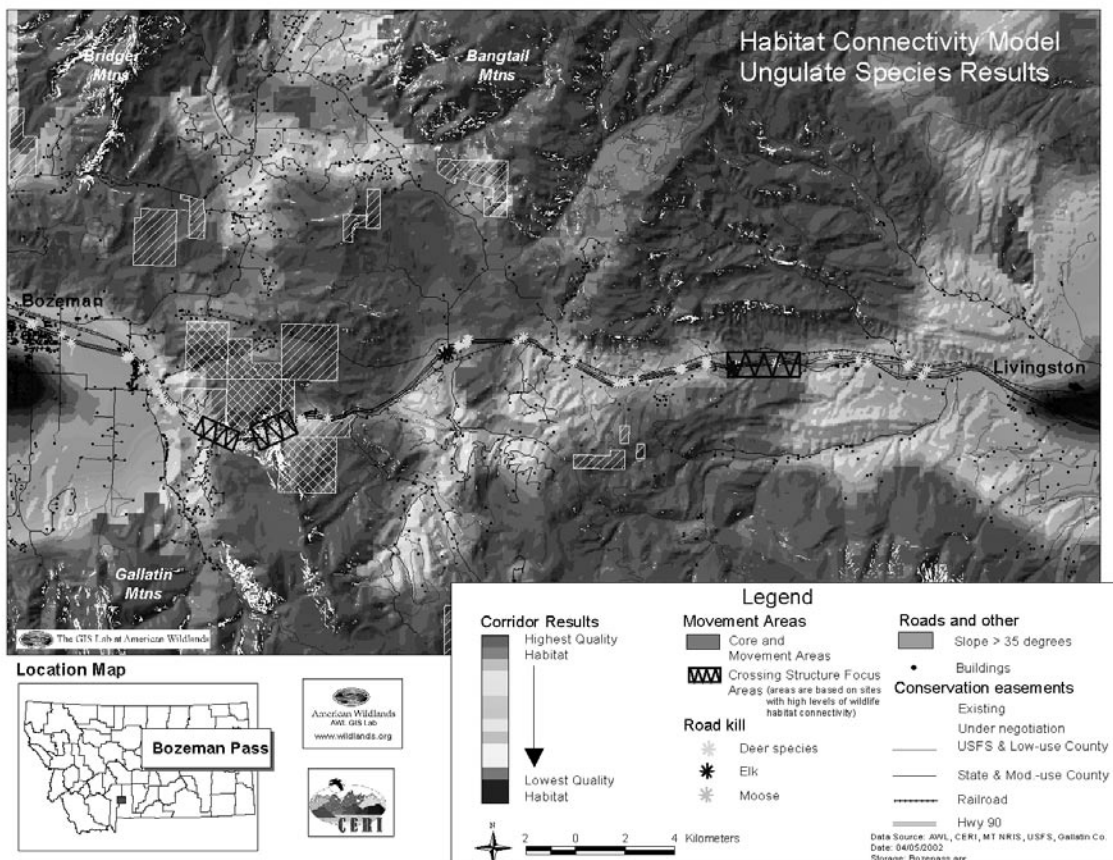 Habitat Connectivity Model
Ungulate Species Results
Bridger
Mtns
Bangtail
Mtns
Bozeman
Livingston
Gallatin
Mtns
The GIS Lab at American Wildlands
Location Map
Bozeman Pass
American Wildlands
AWL GIS Lab
www.wildlands.org
CERI
Legend
Corridor Results
Highest Quality
Habitat
Lowest Quality
Habitat
Movement Areas
Core and
Movement Areas
Crossing Structure Focus
Areas (areas are based on sites
with high levels of wildlife
habitat connectivity)
Road kill
Deer species
Elk
Moose
Roads and other
Slope > 35 degrees
Buildings
Conservation easements
Existing
Under negotiation
USFS & Low-use County
State & Mod.-use County
Railroad
Hwy 90
N
2 0 2 4 Kilometers
Data Source: AWL, CERI, MT NRIS, USFS, Gallatin Co.
Date: 04/05/2002
Storage: Bozepass.apr